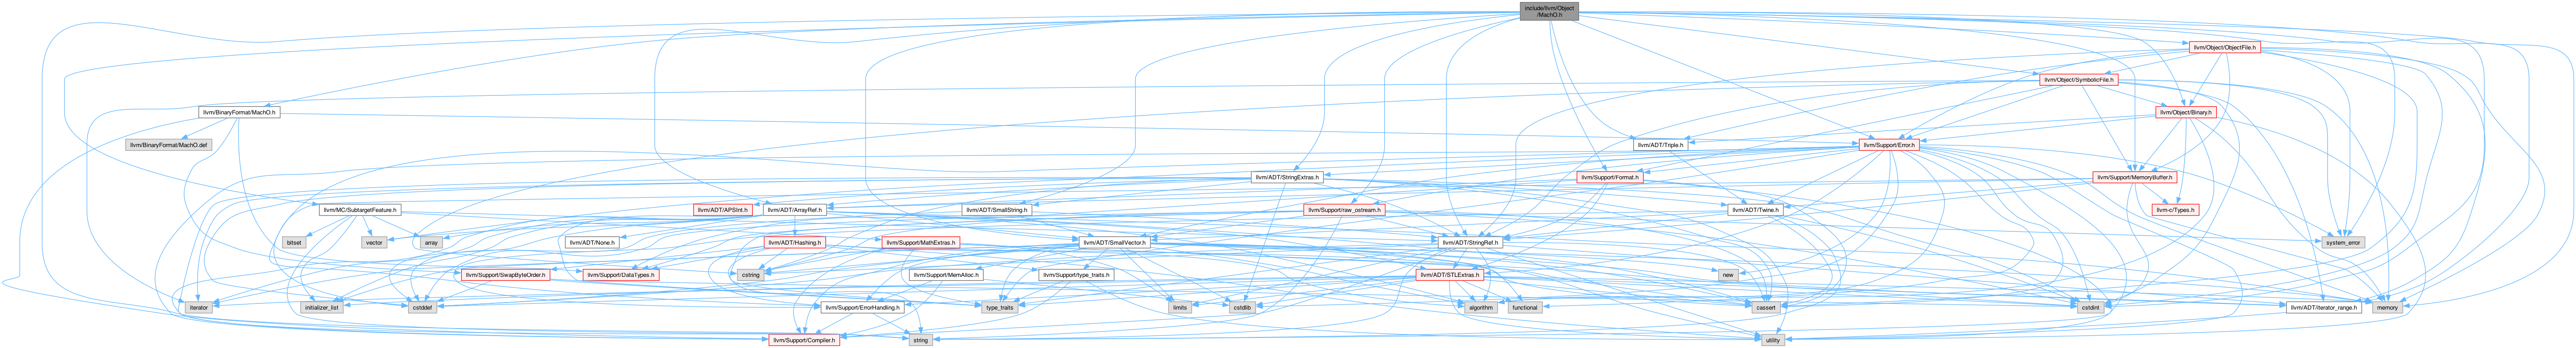 include/llvm/Object
/MachO.h
llvm/Object/ObjectFile.h
llvm/Object/SymbolicFile.h
llvm/BinaryFormat/MachO.h
llvm/Object/Binary.h
llvm/BinaryFormat/MachO.def
llvm/ADT/Triple.h
llvm/Support/Error.h
llvm/ADT/StringExtras.h
llvm/Support/Format.h
llvm/Support/MemoryBuffer.h
llvm/MC/SubtargetFeature.h
llvm/ADT/APSInt.h
llvm/ADT/ArrayRef.h
llvm/ADT/SmallString.h
llvm/Support/raw_ostream.h
llvm/ADT/Twine.h
llvm-c/Types.h
bitset
vector
array
llvm/ADT/None.h
llvm/ADT/Hashing.h
llvm/Support/MathExtras.h
llvm/ADT/SmallVector.h
llvm/ADT/StringRef.h
system_error
llvm/Support/SwapByteOrder.h
llvm/Support/DataTypes.h
cstring
llvm/Support/MemAlloc.h
llvm/Support/type_traits.h
llvm/ADT/STLExtras.h
new
iterator
initializer_list
cstddef
llvm/Support/ErrorHandling.h
type_traits
limits
cstdlib
algorithm
functional
cassert
cstdint
llvm/ADT/iterator_range.h
memory
llvm/Support/Compiler.h
string
utility